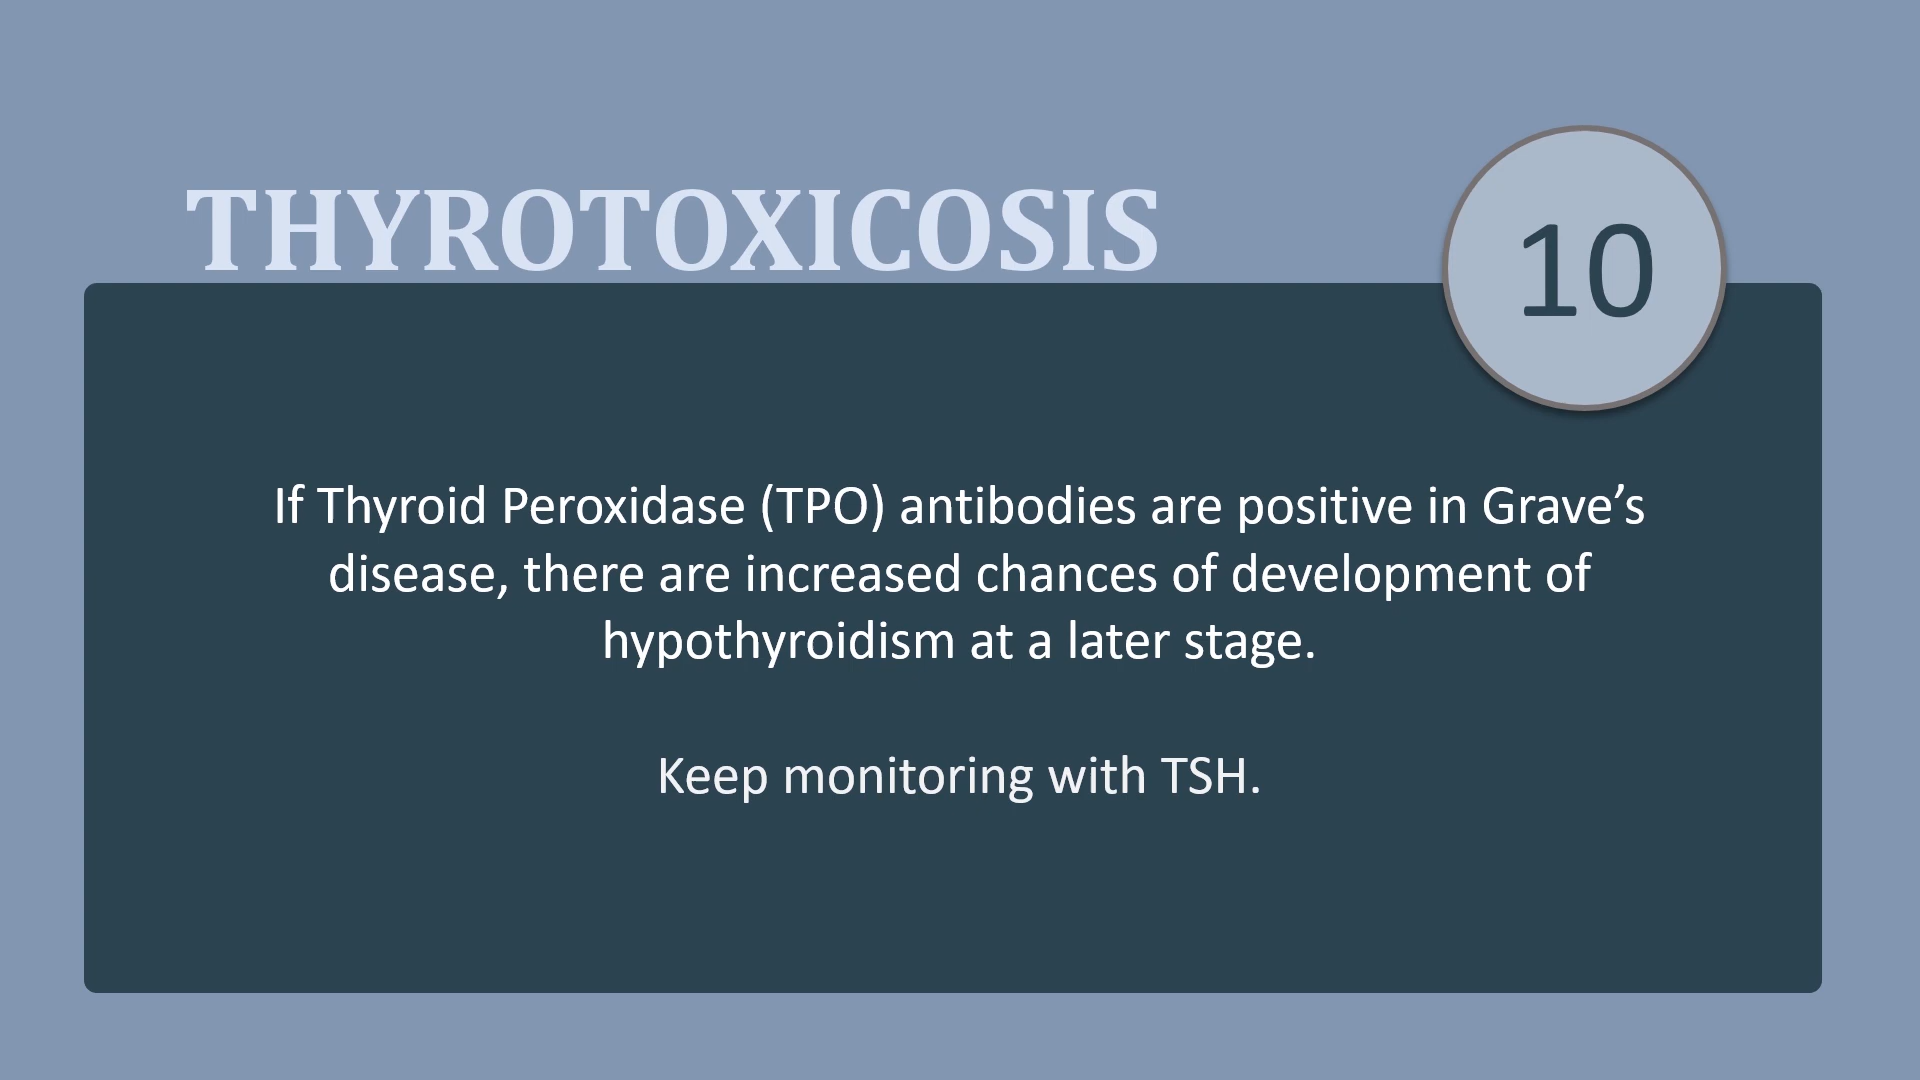 THYROTOXICOSIS
10
If Thyroid Peroxidase (TPO) antibodies are positive in Grave’s
disease, there are increased chances of development of
hypothyroidism at a later stage.
Keep monitoring with TSH.